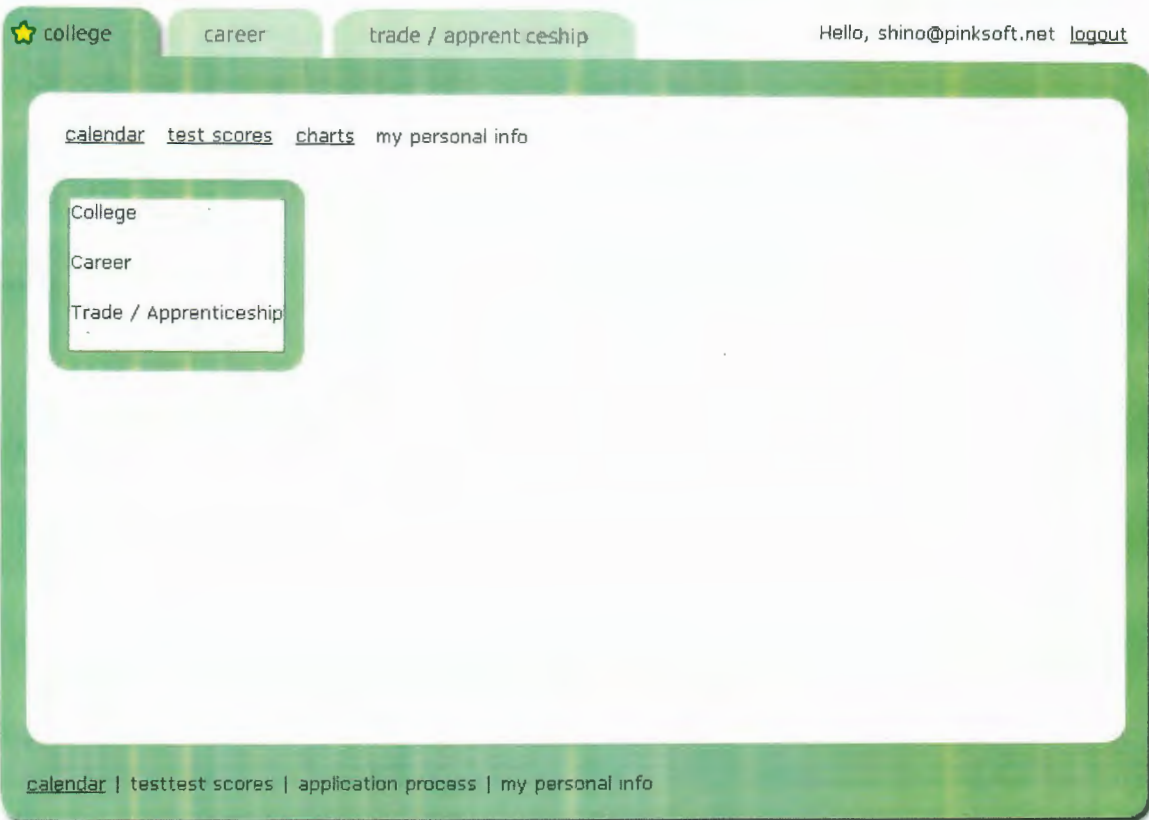 college career trade / apprent ceship Hello, shino@pinksoft.net logout
calendar test scores charts my personal info
College
Career
Trade / Apprenticeship
calendar | testtest scores | application process | my personal info